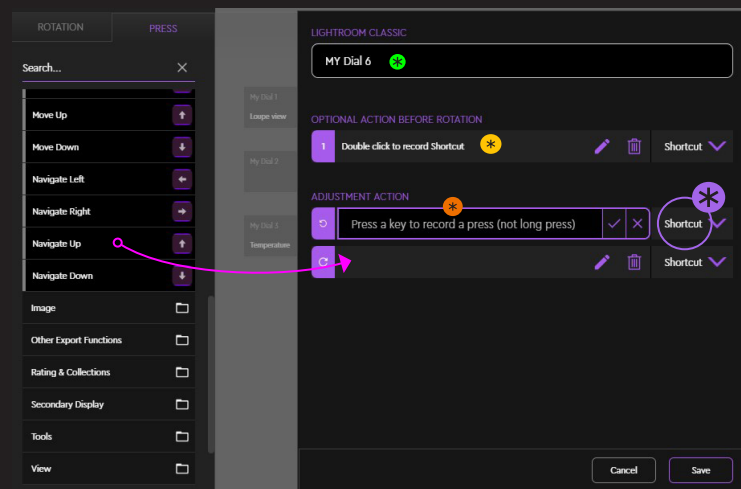 ROTATION
PRESS
Search...
Move Up
Move Down
Navigate Left
Navigate Right
Navigate Up
Navigate Down
Image
Other Export Functions
Rating & Collections
Secondary Display
Tools
View
My Dial 1
Loupe view
My Dial 2
My Dial 3
Temperature
LIGHTROOM CLASSIC
MY Dial 6
OPTIONAL ACTION BEFORE ROTATION
1 Double click to record Shortcut Shortcut
ADJUSTMENT ACTION
Press a key to record a press (not long press) Shortcut
Shortcut
Cancel
Save